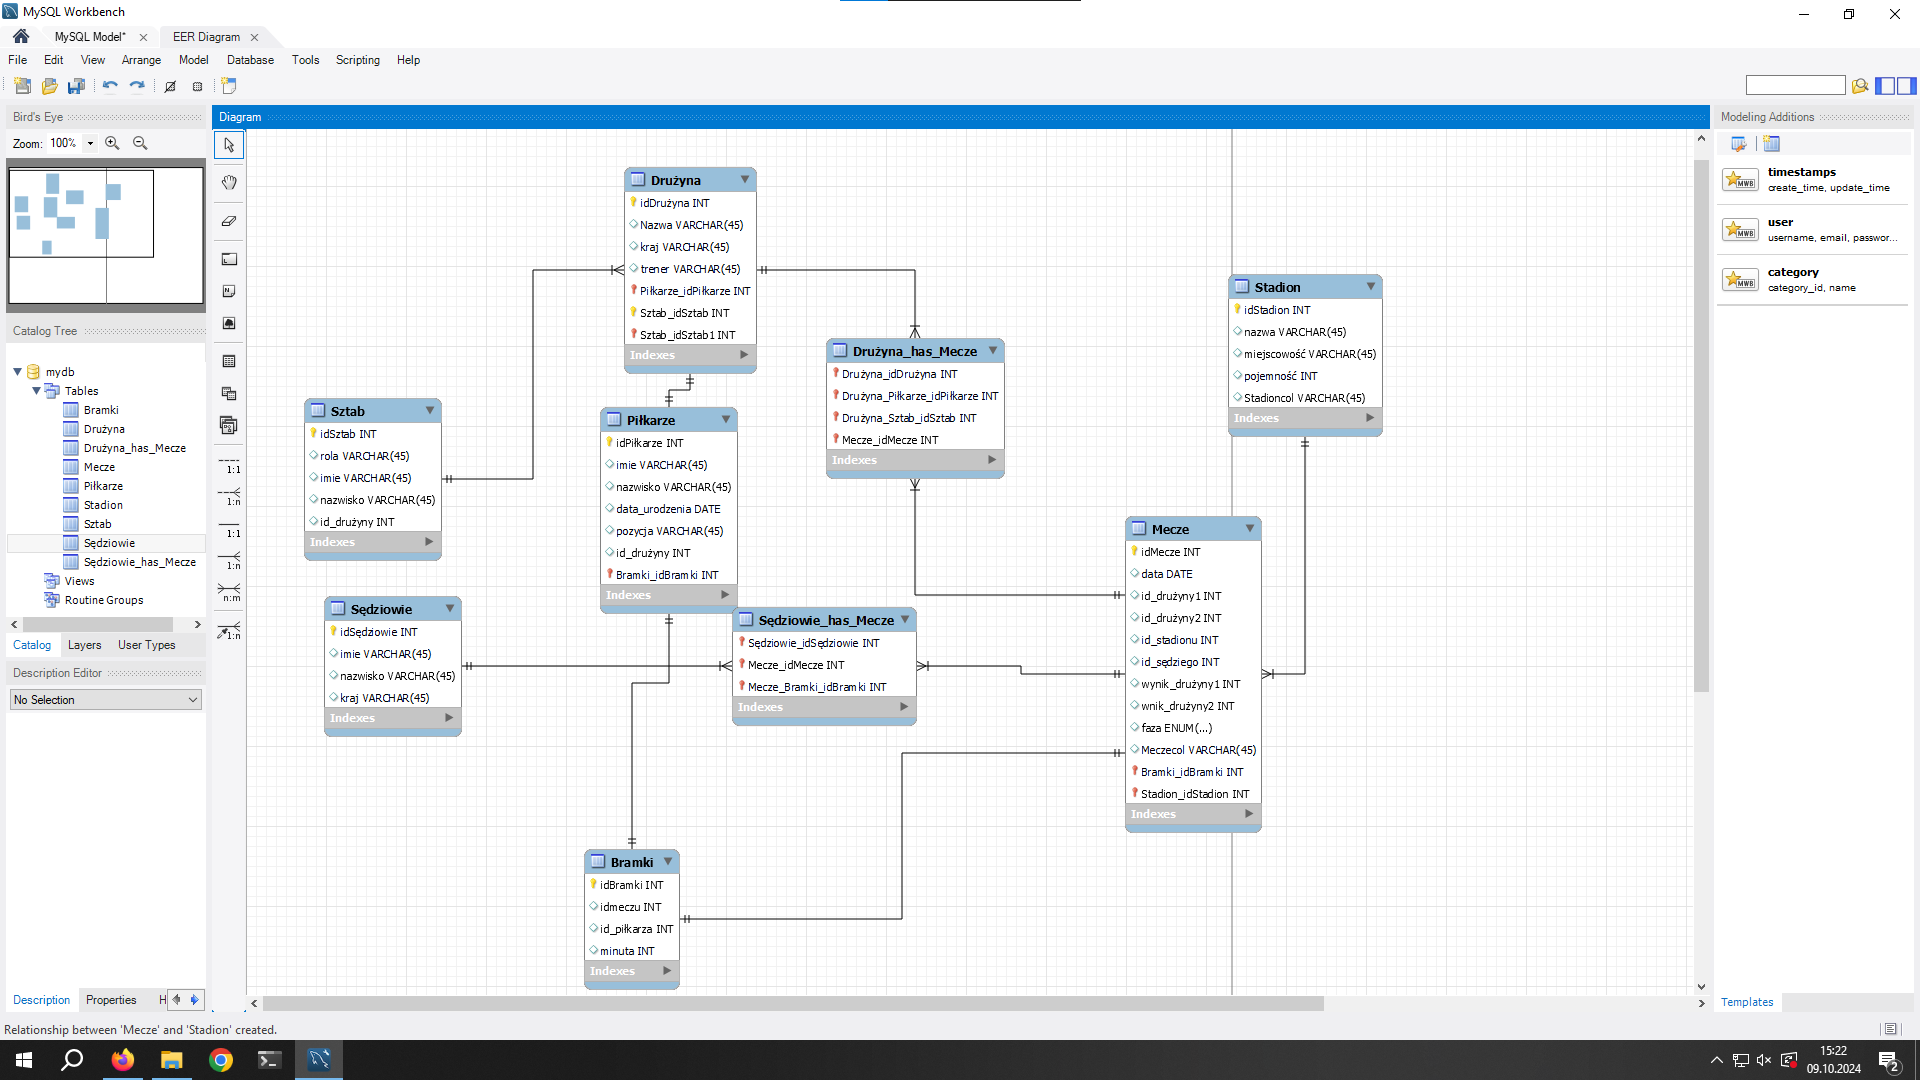 MySQL Workbench
MySQL Model*
EER Diagram
File Edit View Arrange Model Database Tools Scripting Help
Bird's Eye
Zoom: 100%
Catalog Tree
mydb
Tables
Bramki
Drużyna
Drużyna_has_Mecze
Mecze
Piłkarze
Stadion
Sztab
Sędziowie
Sędziowie_has_Mecze
Views
Routine Groups
Catalog Layers User Types
Description Editor
No Selection
Description Properties H
Diagram
1:1
1:n
1:1
1:n
n:m
1:n
Drużyna
idDrużyna INT
Nazwa VARCHAR(45)
kraj VARCHAR(45)
trener VARCHAR(45)
Piłkarze_idPiłkarze INT
Sztab_idSztab INT
Sztab_idSztab1 INT
Indexes
Drużyna_has_Mecze
Drużyna_idDrużyna INT
Drużyna_Piłkarze_idPiłkarze INT
Drużyna_Sztab_idSztab INT
Mecze_idMecze INT
Indexes
Stadion
idStadion INT
nazwa VARCHAR(45)
miejscowość VARCHAR(45)
pojemność INT
Stadioncol VARCHAR(45)
Indexes
Sztab
idSztab INT
rola VARCHAR(45)
imie VARCHAR(45)
nazwisko VARCHAR(45)
id_drużyny INT
Indexes
Piłkarze
idPiłkarze INT
imie VARCHAR(45)
nazwisko VARCHAR(45)
data_urodzenia DATE
pozycja VARCHAR(45)
id_drużyny INT
Bramki_idBramki INT
Indexes
Mecze
idMecze INT
data DATE
id_drużyny1 INT
id_drużyny2 INT
id_stadionu INT
id_sędziego INT
wynik_drużyny1 INT
wnik_drużyny2 INT
faza ENUM(...)
Meczecol VARCHAR(45)
Bramki_idBramki INT
Stadion_idStadion INT
Indexes
Sędziowie
idSędziowie INT
imie VARCHAR(45)
nazwisko VARCHAR(45)
kraj VARCHAR(45)
Indexes
Sędziowie_has_Mecze
Sędziowie_idSędziowie INT
Mecze_idMecze INT
Mecze_Bramki_idBramki INT
Indexes
Bramki
idBramki INT
idmeczu INT
id_piłkarza INT
minuta INT
Indexes
Modeling Additions
MWB
timestamps
create_time, update_time
MWB
user
username, email, passwor...
MWB
category
category_id, name
Templates
Relationship between 'Mecze' and 'Stadion' created.
15:22
09.10.2024
2